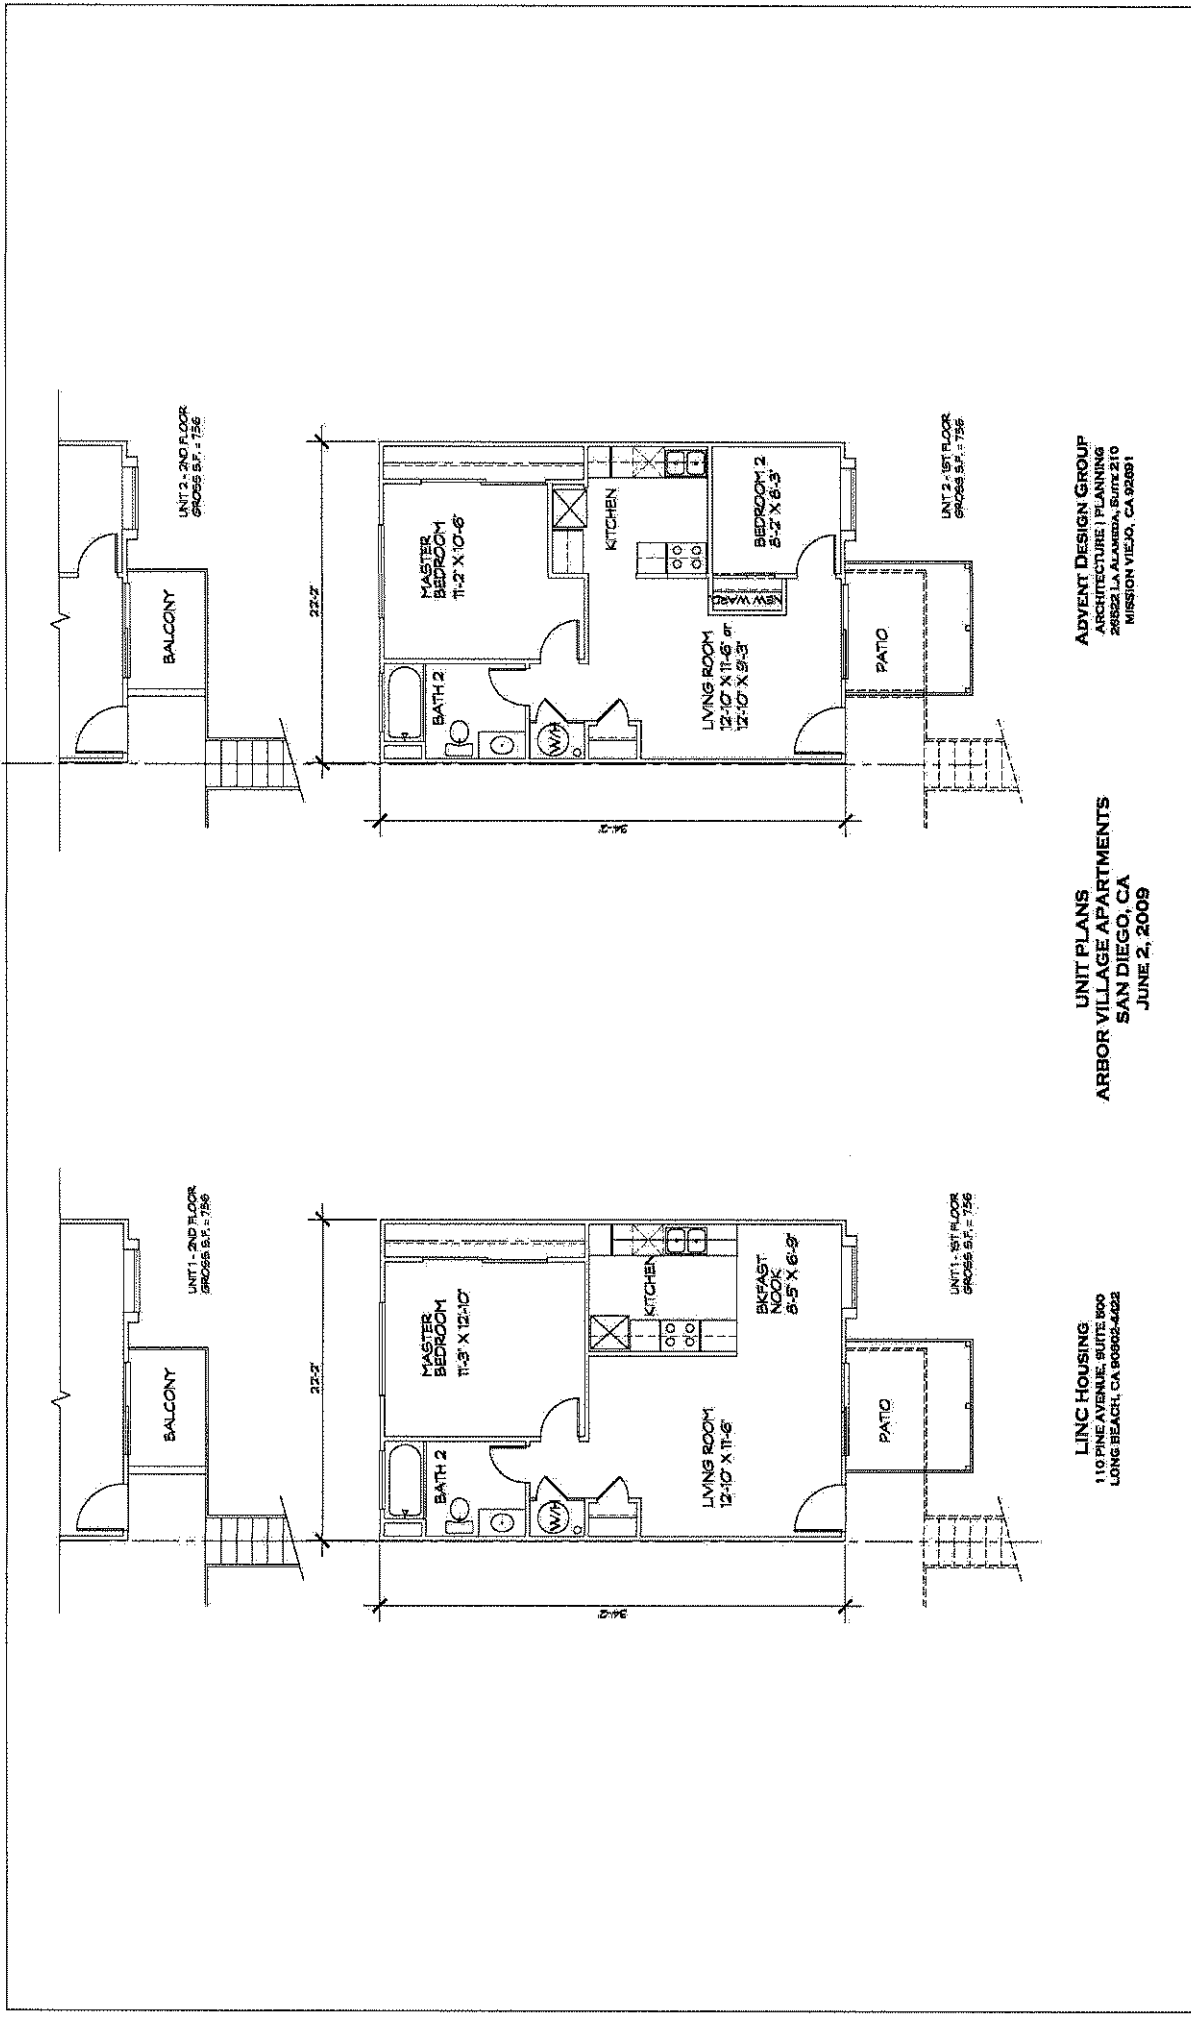 UNIT 1 - 2ND FLOOR
GROSS S.F. = 756
BALCONY
22'-2"
34'-2"
MASTER
BEDROOM
11'-3" X 12'-10"
BATH 2
W/H
KITCHEN
LIVING ROOM
12'-10" X 11'-6"
BKFAST
NOOK
8'-5" X 6'-9"
PATIO
UNIT 1 - 1ST FLOOR
GROSS S.F. = 756
UNIT 2 - 2ND FLOOR
GROSS S.F. = 756
BALCONY
22'-2"
34'-2"
MASTER
BEDROOM
11'-2" X 10'-6"
BATH 2
W/H
KITCHEN
LIVING ROOM
12'-10" X 11'-6" or
12'-10" X 9'-3"
NEW WARD
BEDROOM 2
8'-2" X 8'-3"
PATIO
UNIT 2 - 1ST FLOOR
GROSS S.F. = 756
LINC HOUSING
110 PINE AVENUE, SUITE 500
LONG BEACH, CA 90802-4422
UNIT PLANS
ARBOR VILLAGE APARTMENTS
SAN DIEGO, CA
JUNE 2, 2009
ADVENT DESIGN GROUP
ARCHITECTURE | PLANNING
26522 LA ALAMEDA, SUITE 210
MISSION VIEJO, CA 92691